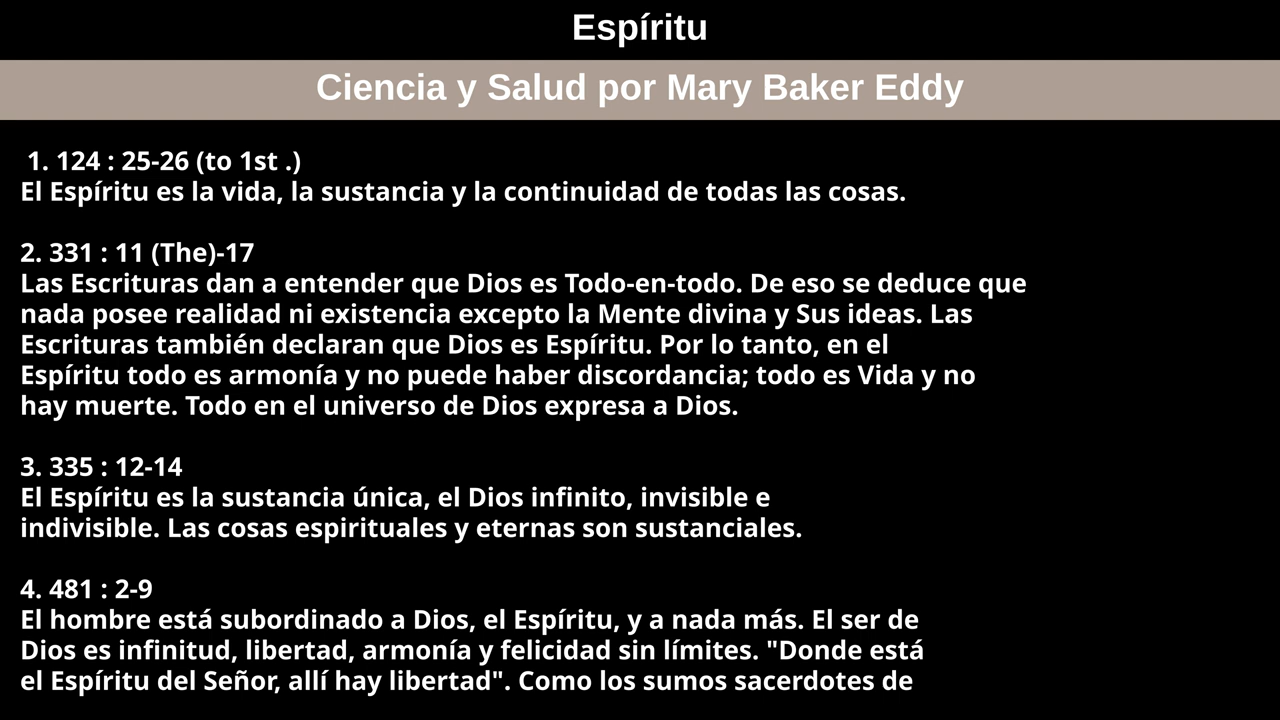 Espíritu
Ciencia y Salud por Mary Baker Eddy
1. 124 : 25-26 (to 1st .)
El Espíritu es la vida, la sustancia y la continuidad de todas las cosas.
2. 331 : 11 (The)-17
Las Escrituras dan a entender que Dios es Todo-en-todo. De eso se deduce que
nada posee realidad ni existencia excepto la Mente divina y Sus ideas. Las
Escrituras también declaran que Dios es Espíritu. Por lo tanto, en el
Espíritu todo es armonía y no puede haber discordancia; todo es Vida y no
hay muerte. Todo en el universo de Dios expresa a Dios.
3. 335 : 12-14
El Espíritu es la sustancia única, el Dios infinito, invisible e
indivisible. Las cosas espirituales y eternas son sustanciales.
4. 481 : 2-9
El hombre está subordinado a Dios, el Espíritu, y a nada más. El ser de
Dios es infinitud, libertad, armonía y felicidad sin límites. "Donde está
el Espíritu del Señor, allí hay libertad". Como los sumos sacerdotes de